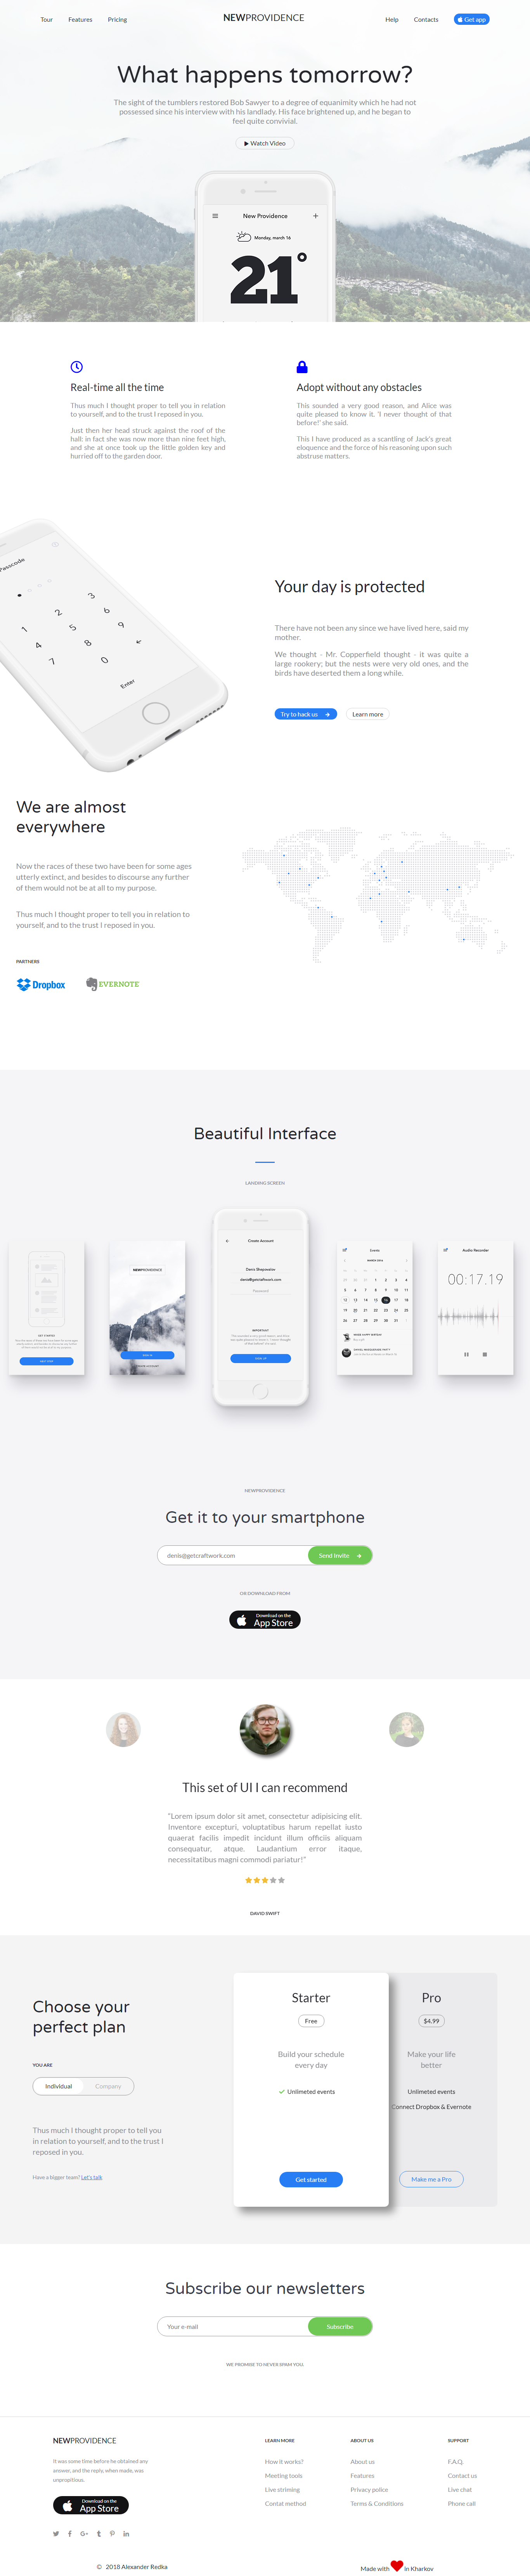 Tour Features Pricing NEWPROVIDENCE Help Contacts Get app
What happens tomorrow?
The sight of the tumblers restored Bob Sawyer to a degree of equanimity which he had not
possessed since his interview with his landlady. His face brightened up, and he began to
feel quite convivial.
Watch Video
New Providence
Monday, march 16
21°
Real-time all the time
Thus much I thought proper to tell you in relation
to yourself, and to the trust I reposed in you.
Just then her head struck against the roof of the
hall: in fact she was now more than nine feet high,
and she at once took up the little golden key and
hurried off to the garden door.
Adopt without any obstacles
This sounded a very good reason, and Alice was
quite pleased to know it. 'I never thought of that
before!' she said.
This I have produced as a scantling of Jack's great
eloquence and the force of his reasoning upon such
abstruse matters.
Passcode
1 2 3
4 5 6
7 8 9
0
Enter
Your day is protected
There have not been any since we have lived here, said my
mother.
We thought - Mr. Copperfield thought - it was quite a
large rookery; but the nests were very old ones, and the
birds have deserted them a long while.
Try to hack us
Learn more
We are almost
everywhere
Now the races of these two have been for some ages
utterly extinct, and besides to discourse any further
of them would not be at all to my purpose.
Thus much I thought proper to tell you in relation to
yourself, and to the trust I reposed in you.
PARTNERS
Dropbox EVERNOTE
Beautiful Interface
LANDING SCREEN
GET STARTED
NEWPROVIDENCE
SIGN IN
Create Account
Denis Shepovalov
denis@getcraftwork.com
Password
IMPORTANT
SIGN UP
Events
MARCH 2016
Audio Recorder
00:17.19
NEWPROVIDENCE
Get it to your smartphone
denis@getcraftwork.com
Send Invite
OR DOWNLOAD FROM
Download on the
App Store
This set of UI I can recommend
"Lorem ipsum dolor sit amet, consectetur adipisicing elit.
Inventore excepturi, voluptatibus harum repellat iusto
quaerat facilis impedit incidunt illum officiis aliquam
consequatur, atque. Laudantium error itaque,
necessitatibus magni commodi pariatur!"
DAVID SWIFT
Choose your
perfect plan
YOU ARE
Individual Company
Thus much I thought proper to tell you
in relation to yourself, and to the trust I
reposed in you.
Have a bigger team? Let's talk
Starter
Free
Build your schedule
every day
Unlimeted events
Get started
Pro
$4.99
Make your life
better
Unlimeted events
Connect Dropbox & Evernote
Make me a Pro
Subscribe our newsletters
Your e-mail
Subscribe
WE PROMISE TO NEVER SPAM YOU.
NEWPROVIDENCE
It was some time before he obtained any
answer, and the reply, when made, was
unpropitious.
Download on the
App Store
LEARN MORE
How it works?
Meeting tools
Live striming
Contat method
ABOUT US
About us
Features
Privacy police
Terms & Conditions
SUPPORT
F.A.Q.
Contact us
Live chat
Phone call
© 2018 Alexander Redka
Made with in Kharkov